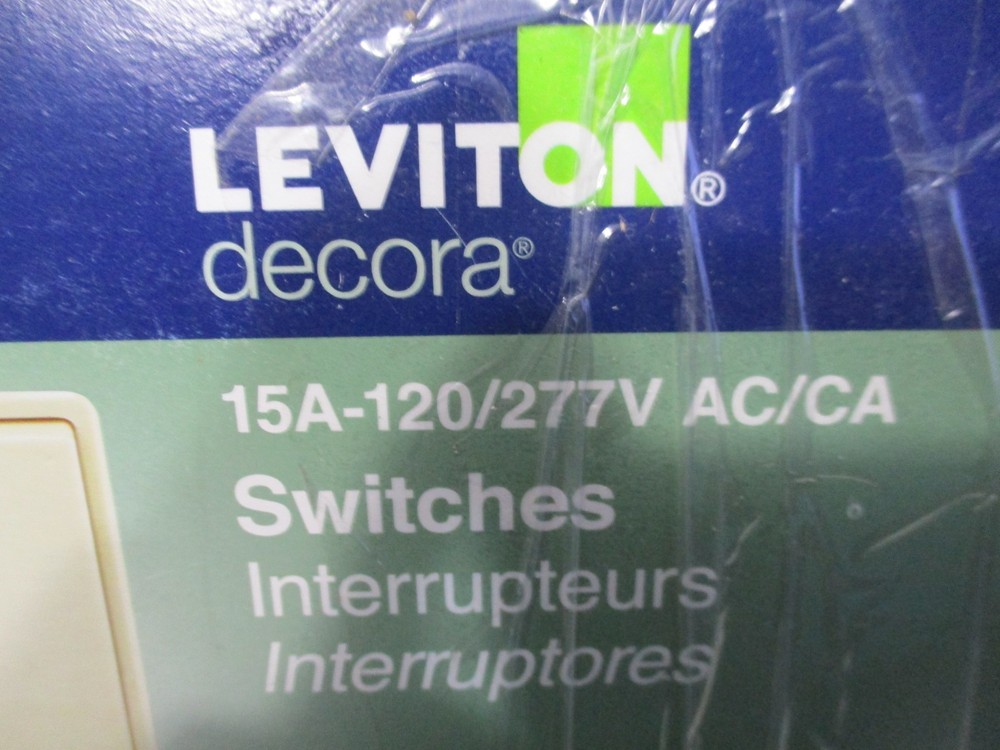 LEVITON®
decora®
15A-120/277V AC/CA
Switches
Interrupteurs
Interruptores